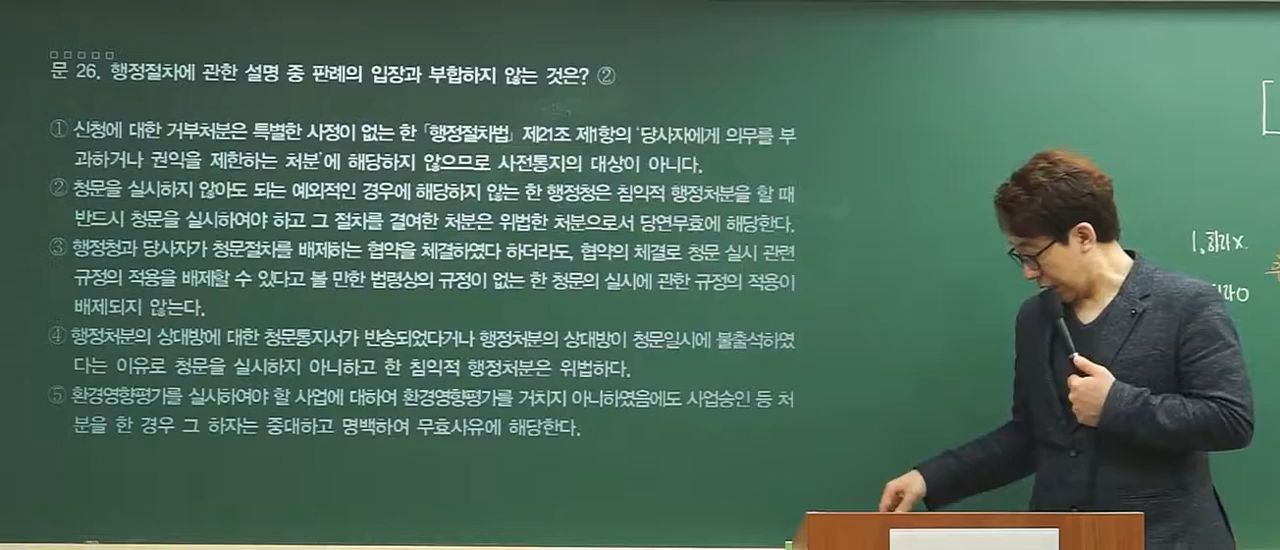 문 26. 행정절차에 관한 설명 중 판례의 입장과 부합하지 않는 것은? ②
① 신청에 대한 거부처분은 특별한 사정이 없는 한 「행정절차법」 제21조 제1항의 '당사자에게 의무를 부
과하거나 권익을 제한하는 처분'에 해당하지 않으므로 사전통지의 대상이 아니다.
② 청문을 실시하지 않아도 되는 예외적인 경우에 해당하지 않는 한 행정청은 침익적 행정처분을 할 때
반드시 청문을 실시하여야 하고 그 절차를 결여한 처분은 위법한 처분으로서 당연무효에 해당한다.
③ 행정청과 당사자가 청문절차를 배제하는 협약을 체결하였다 하더라도, 협약의 체결로 청문 실시 관련
규정의 적용을 배제할 수 있다고 볼 만한 법령상의 규정이 없는 한 청문의 실시에 관한 규정의 적용이
배제되지 않는다.
④ 행정처분의 상대방에 대한 청문통지서가 반송되었다거나 행정처분의 상대방이 청문일시에 불출석하였
다는 이유로 청문을 실시하지 아니하고 한 침익적 행정처분은 위법하다.
⑤ 환경영향평가를 실시하여야 할 사업에 대하여 환경영향평가를 거치지 아니하였음에도 사업승인 등 처
분을 한 경우 그 하자는 중대하고 명백하여 무효사유에 해당한다.